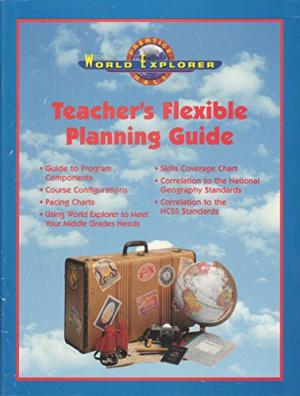 PRENTICE
WORLD EXPLORER
HALL
Teacher's Flexible
Planning Guide
• Guide to Program
Components
• Course Configurations
• Pacing Charts
• Using World Explorer to Meet
Your Middle Grades Needs
• Skills Coverage Chart
• Correlation to the National
Geography Standards
• Correlation to the
NCSS Standards